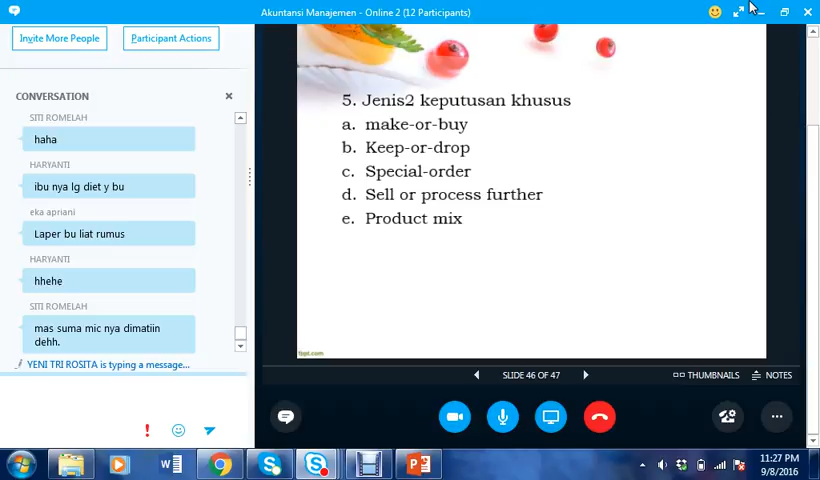 Akuntansi Manajemen - Online 2 (12 Participants)
Invite More People
Participant Actions
CONVERSATION
SITI ROMELAH
haha
HARYANTI
ibu nya lg diet y bu
eka apriani
Laper bu liat rumus
HARYANTI
hhehe
SITI ROMELAH
mas suma mic nya dimatiin
dehh.
YENI TRI ROSITA is typing a message...
5. Jenis2 keputusan khusus
a. make-or-buy
b. Keep-or-drop
c. Special-order
d. Sell or process further
e. Product mix
fppt.com
SLIDE 46 OF 47
THUMBNAILS
NOTES
11:27 PM
9/8/2016